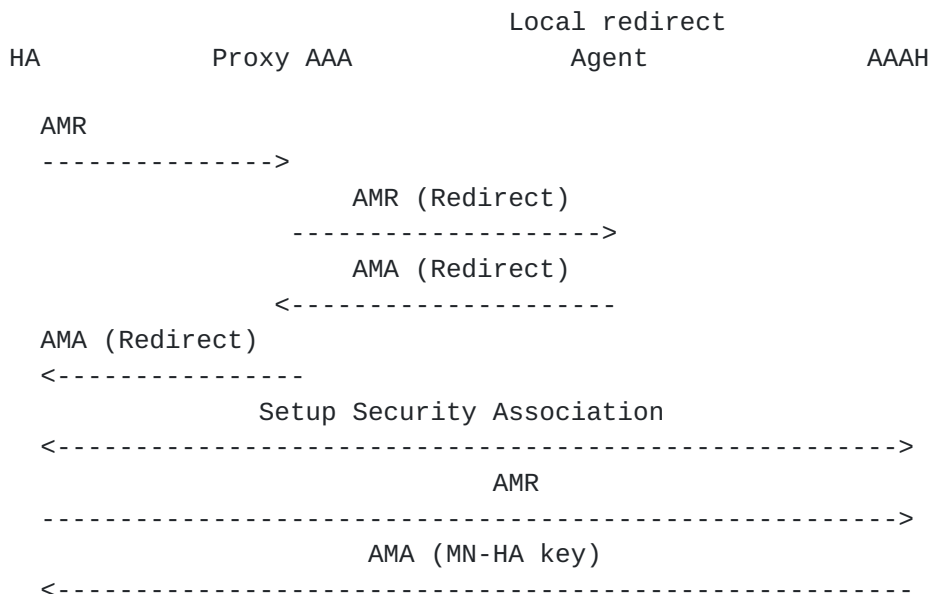 Local redirect
HA Proxy AAA Agent AAAH
AMR
--------------->
AMR (Redirect)
-------------------->
AMA (Redirect)
<---------------------
AMA (Redirect)
<----------------
Setup Security Association
<------------------------------------------------------>
AMR
------------------------------------------------------->
AMA (MN-HA key)
<-------------------------------------------------------